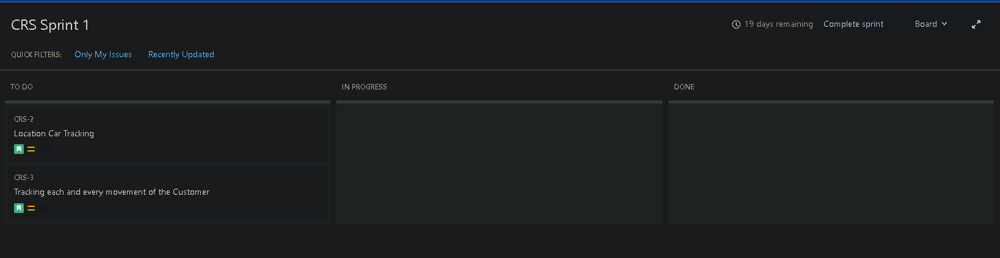 CRS Sprint 1
19 days remaining Complete sprint Board
QUICK FILTERS: Only My Issues Recently Updated
TO DO IN PROGRESS DONE
CRS-2
Location Car Tracking
CRS-3
Tracking each and every movement of the Customer